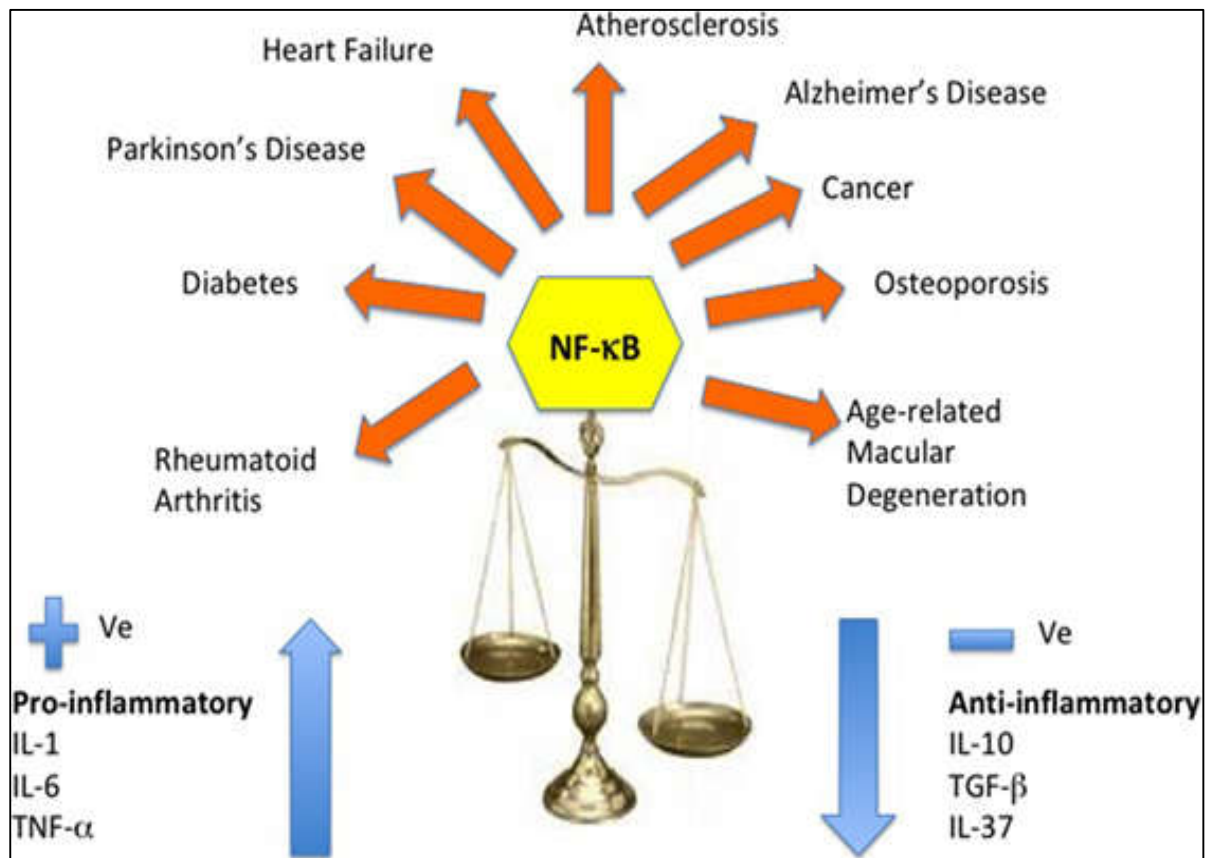 Atherosclerosis
Heart Failure
Alzheimer's Disease
Parkinson's Disease
Cancer
Diabetes
Osteoporosis
NF-κB
Rheumatoid
Arthritis
Age-related
Macular
Degeneration
Ve
Pro-inflammatory
IL-1
IL-6
TNF-α
Ve
Anti-inflammatory
IL-10
TGF-β
IL-37